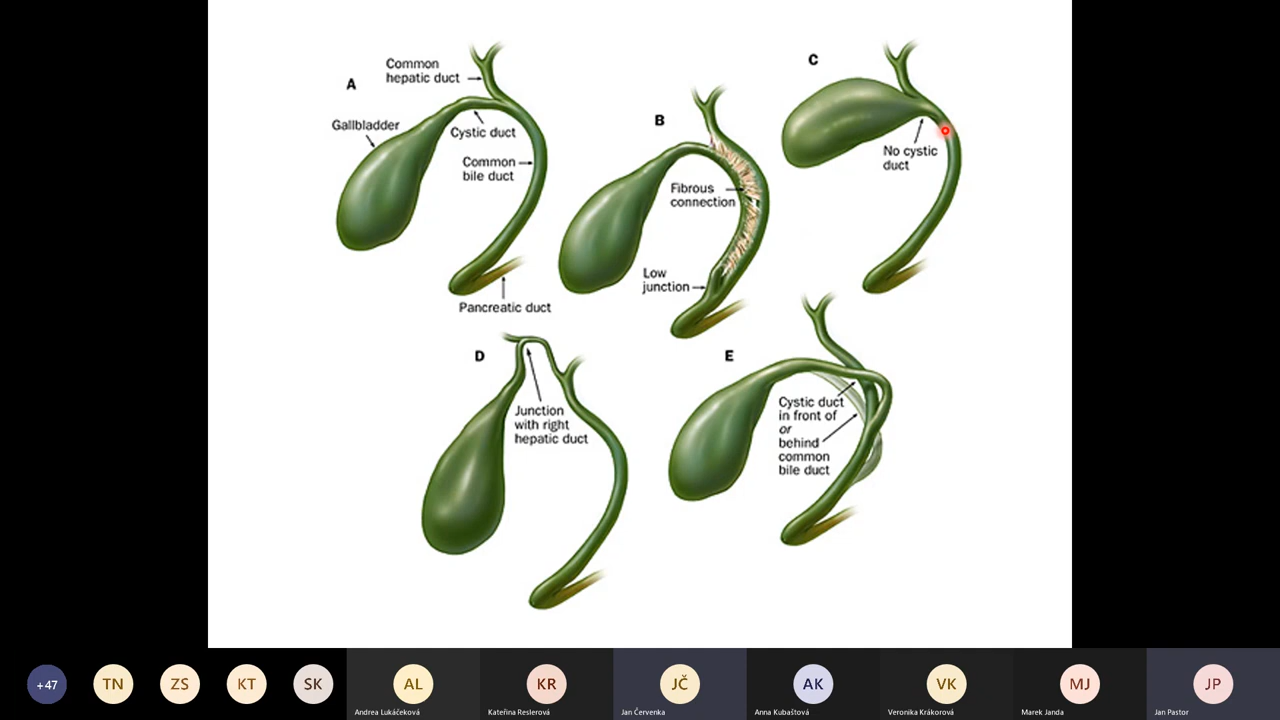 A
Common
hepatic duct
Gallbladder
Cystic duct
Common
bile duct
Pancreatic duct
B
Fibrous
connection
Low
junction
C
No cystic
duct
D
Junction
with right
hepatic duct
E
Cystic duct
in front of
or
behind
common
bile duct
+47
TN
ZS
KT
SK
AL
Andrea Lukáćeková
KR
Kateřina Reslerová
JČ
Jan Červenka
AK
Anna Kubaštová
VK
Veronika Krákorová
MJ
Marek Janda
JP
Jan Pastor